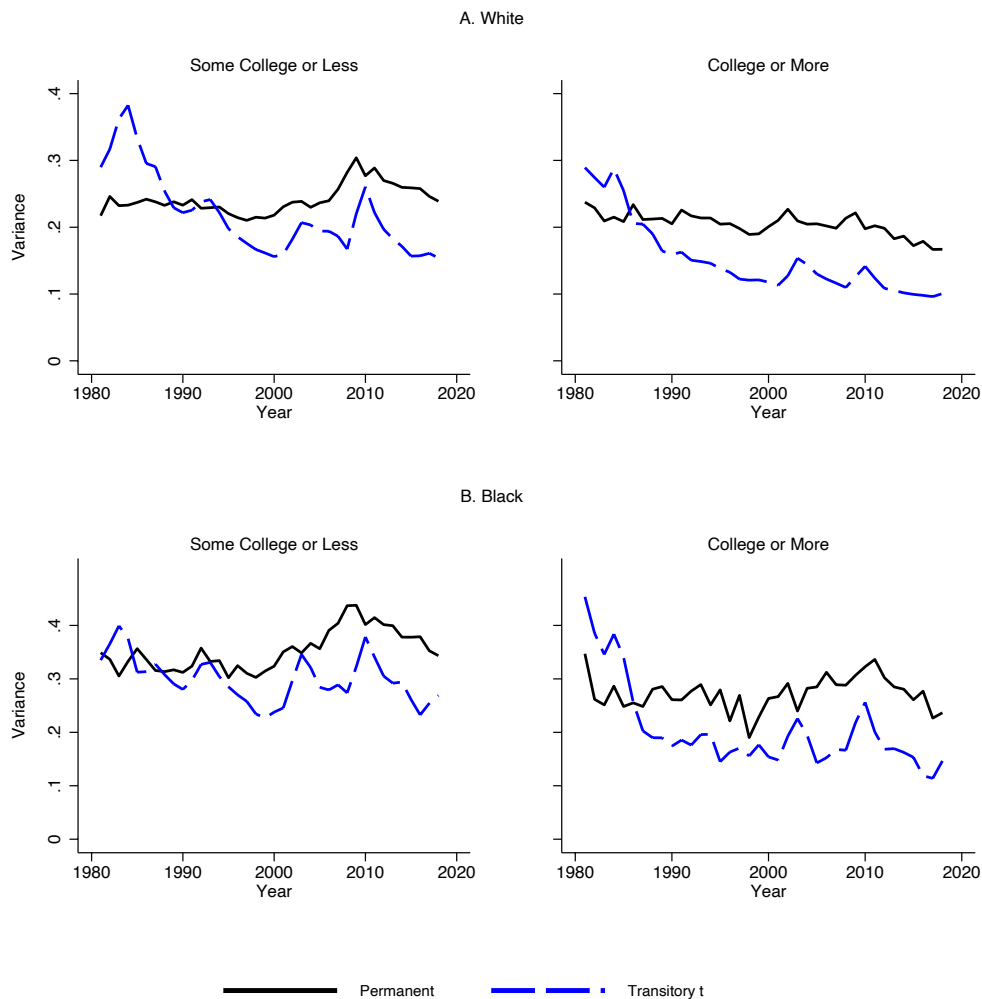 A. White
Some College or Less
College or More
Variance
.4
.3
.2
.1
0
1980 1990 2000 2010 2020
Year
1980 1990 2000 2010 2020
Year
B. Black
Some College or Less
College or More
Variance
.4
.3
.2
.1
0
1980 1990 2000 2010 2020
Year
1980 1990 2000 2010 2020
Year
Permanent
Transitory t